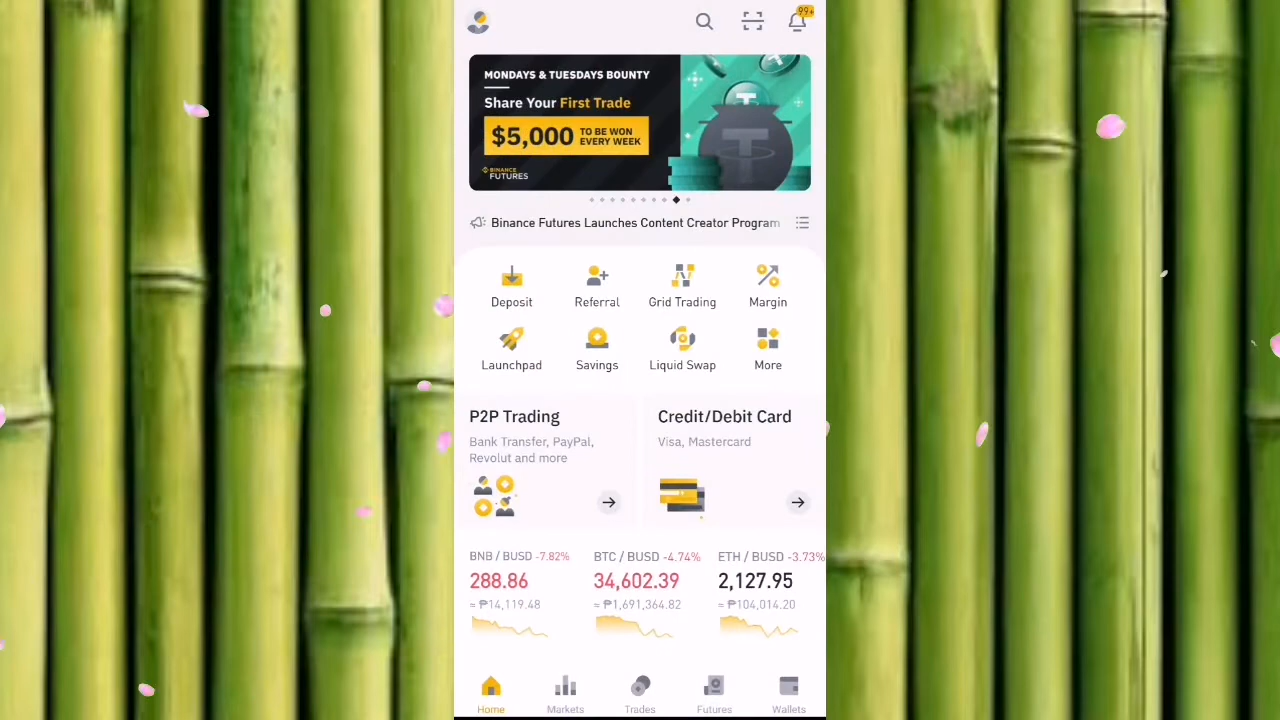 99+
MONDAYS & TUESDAYS BOUNTY
Share Your First Trade
$5,000 TO BE WON EVERY WEEK
BINANCE
FUTURES
Binance Futures Launches Content Creator Program
Deposit Referral Grid Trading Margin
Launchpad Savings Liquid Swap More
P2P Trading Credit/Debit Card
Bank Transfer, PayPal, Visa, Mastercard
Revolut and more
BNB / BUSD -7.82% BTC / BUSD -4.74% ETH / BUSD -3.73%
288.86 34,602.39 2,127.95
≈ ₱14,119.48 ≈ ₱1,691,364.82 ≈ ₱104,014.20
Home Markets Trades Futures Wallets